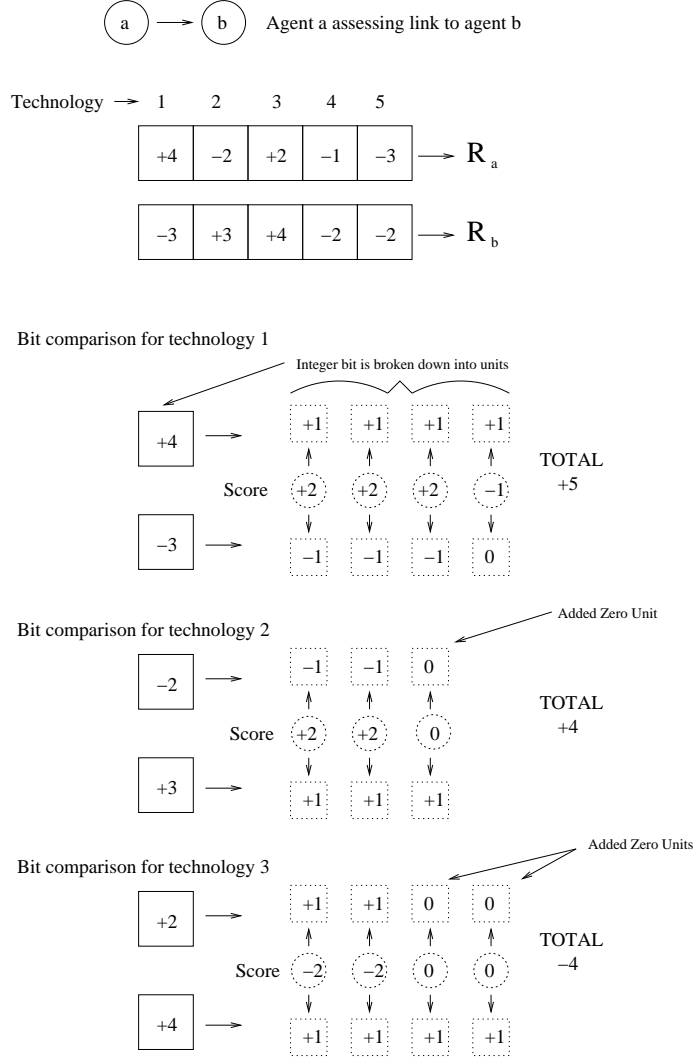 a b Agent a assessing link to agent b
Technology 1 2 3 4 5
+4 −2 +2 −1 −3 R a
−3 +3 +4 −2 −2 R b
Bit comparison for technology 1
Integer bit is broken down into units
+4 +1 +1 +1 +1
TOTAL
Score +2 +2 +2 −1 +5
−3 −1 −1 −1 0
Added Zero Unit
Bit comparison for technology 2
−2 −1 −1 0
TOTAL
Score +2 +2 0 +4
+3 +1 +1 +1
Added Zero Units
Bit comparison for technology 3
+2 +1 +1 0 0
TOTAL
Score −2 −2 0 0 −4
+4 +1 +1 +1 +1